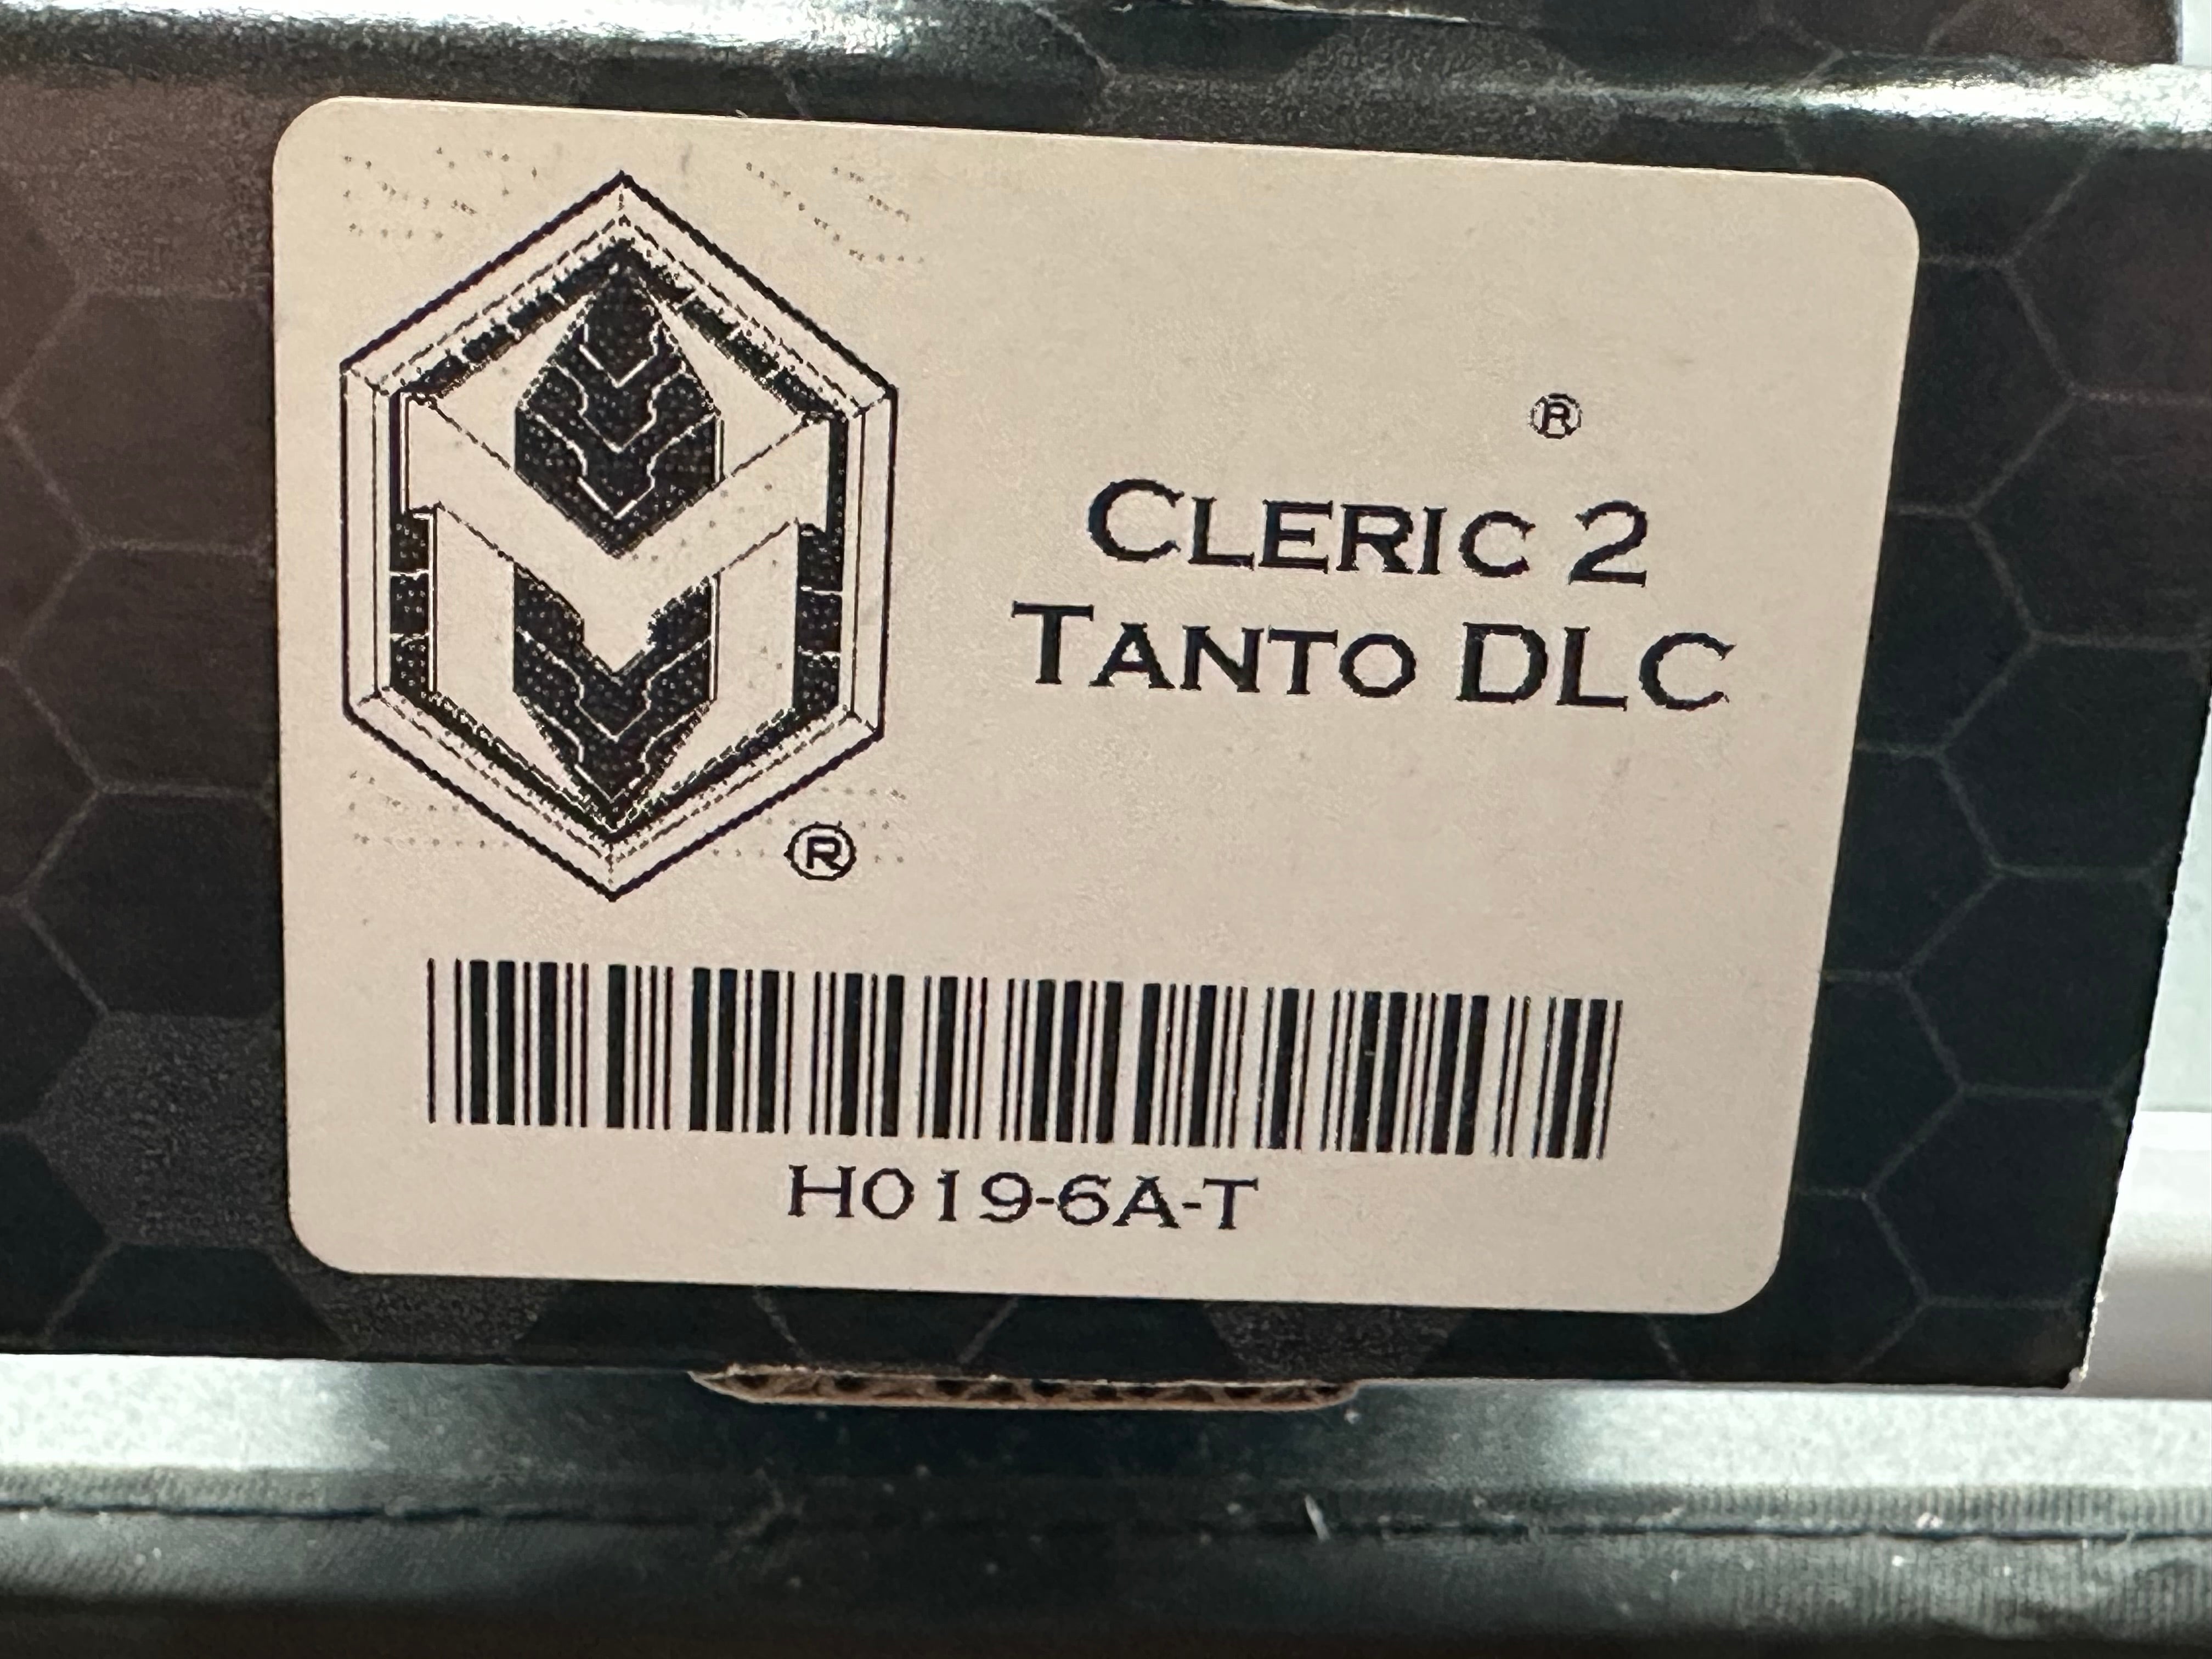 ®
CLERIC 2
TANTO DLC
®
H019-6A-T